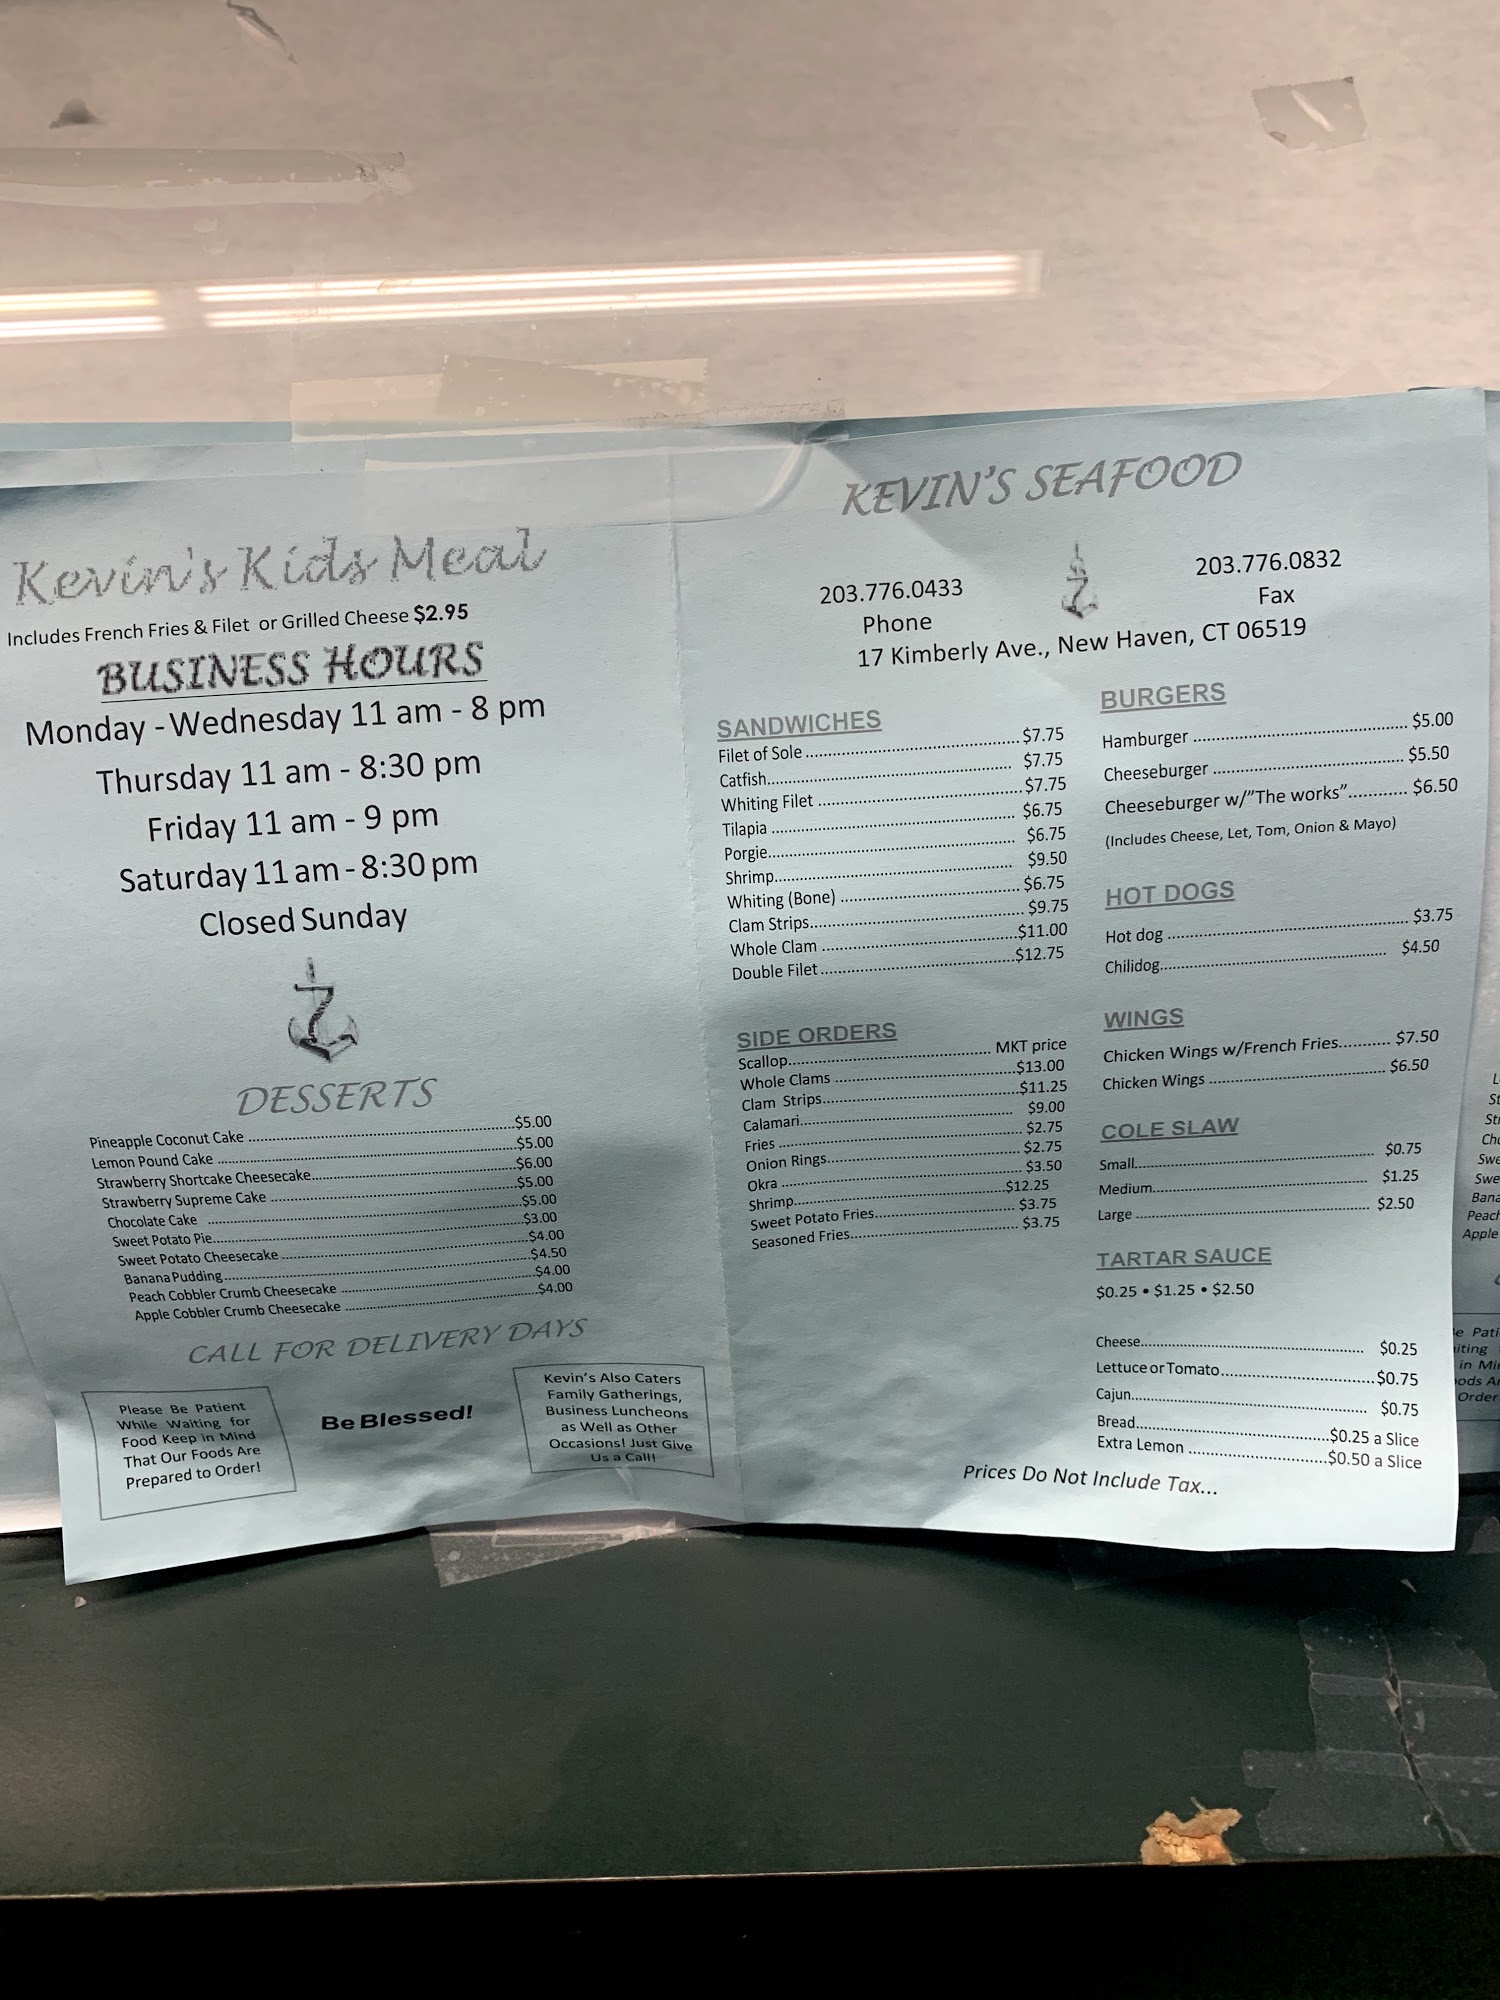 Kevin's Kids Meal
Includes French Fries & Filet or Grilled Cheese $2.95
BUSINESS HOURS
Monday - Wednesday 11 am - 8 pm
Thursday 11 am - 8:30 pm
Friday 11 am - 9 pm
Saturday 11 am - 8:30 pm
Closed Sunday
DESSERTS
Pineapple Coconut Cake $5.00
Lemon Pound Cake $5.00
Strawberry Shortcake Cheesecake $6.00
Strawberry Supreme Cake $5.00
Chocolate Cake $5.00
Sweet Potato Pie $3.00
Sweet Potato Cheesecake $4.00
Banana Pudding $4.50
Peach Cobbler Crumb Cheesecake $4.00
Apple Cobbler Crumb Cheesecake $4.00
CALL FOR DELIVERY DAYS
Please Be Patient
While Waiting for
Food Keep in Mind
That Our Foods Are
Prepared to Order!
Be Blessed!
Kevin's Also Caters
Family Gatherings,
Business Luncheons
as Well as Other
Occasions! Just Give
Us a Call!
KEVIN'S SEAFOOD
203.776.0433
Phone
203.776.0832
Fax
17 Kimberly Ave., New Haven, CT 06519
SANDWICHES
Filet of Sole $7.75
Catfish $7.75
Whiting Filet $7.75
Tilapia $6.75
Porgie $6.75
Shrimp $9.50
Whiting (Bone) $6.75
Clam Strips $9.75
Whole Clam $11.00
Double Filet $12.75
SIDE ORDERS
Scallop MKT price
Whole Clams $13.00
Clam Strips $11.25
Calamari $9.00
Fries $2.75
Onion Rings $2.75
Okra $3.50
Shrimp $12.25
Sweet Potato Fries $3.75
Seasoned Fries $3.75
BURGERS
Hamburger $5.00
Cheeseburger $5.50
Cheeseburger w/"The works" $6.50
(Includes Cheese, Let, Tom, Onion & Mayo)
HOT DOGS
Hot dog $3.75
Chilidog $4.50
WINGS
Chicken Wings w/French Fries $7.50
Chicken Wings $6.50
COLE SLAW
Small $0.75
Medium $1.25
Large $2.50
TARTAR SAUCE
$0.25 • $1.25 • $2.50
Cheese $0.25
Lettuce or Tomato $0.75
Cajun $0.75
Bread $0.25 a Slice
Extra Lemon $0.50 a Slice
Prices Do Not Include Tax...
Peach
Apple
Order